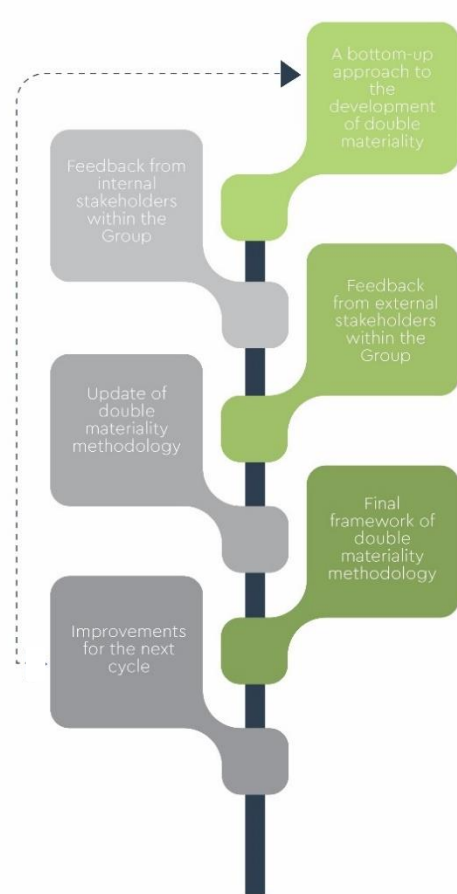 A bottom-up
approach to
the
development
of double
materiality
Feedback from
internal
stakeholders
within the
Group
Feedback
from external
stakeholders
within the
Group
Update of
double
materiality
methodology
Final
framework of
double
materiality
methodology
Improvements
for the next
cycle